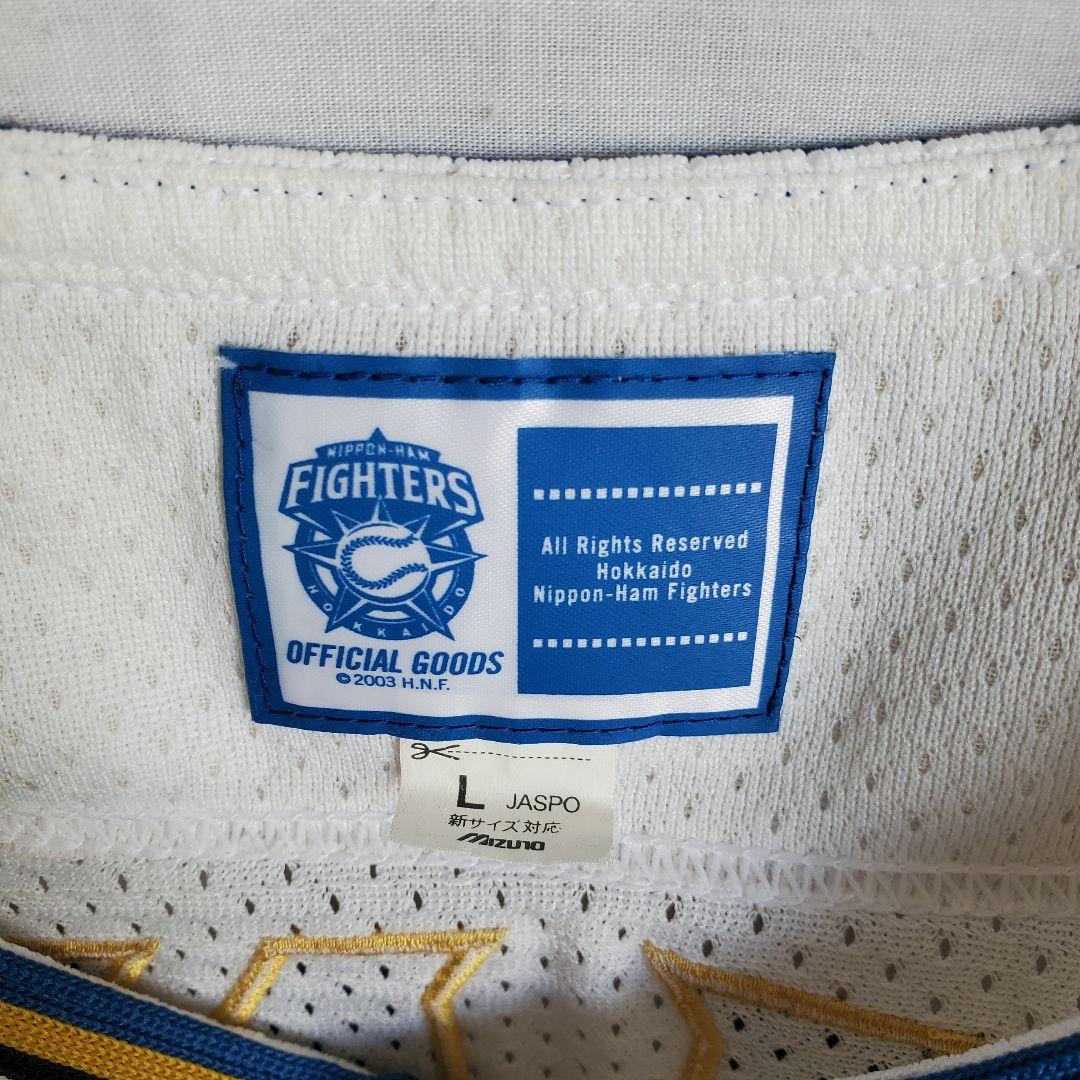 NIPPON-HAM
FIGHTERS
HOKKAIDO
OFFICIAL GOODS
©2003 H.N.F.
All Rights Reserved
Hokkaido
Nippon-Ham Fighters
L JASPO
新サイズ対応
MIZUNO